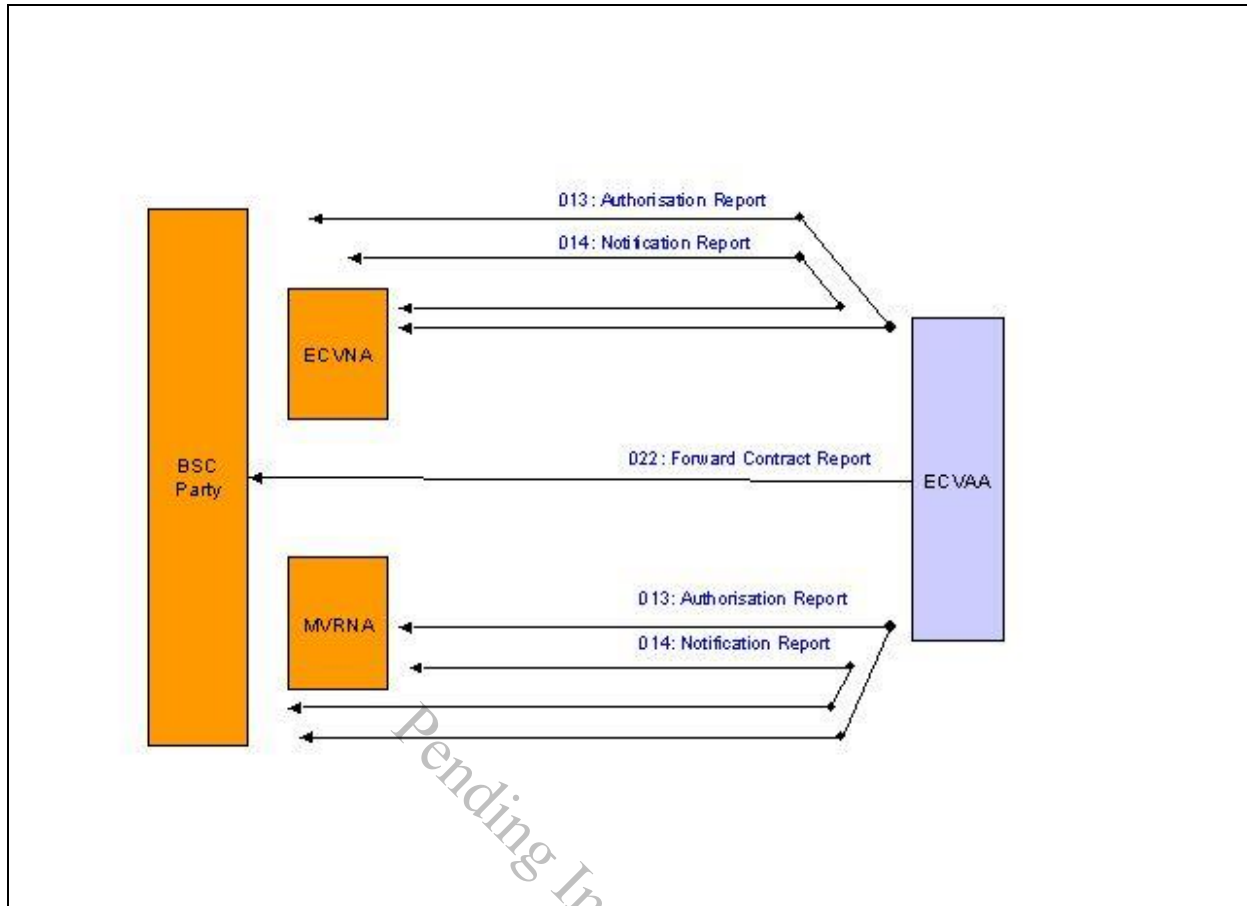 013: Authorisation Report
014: Notification Report
ECVNA
022: Forward Contract Report
BSC
Party
ECVAA
013: Authorisation Report
MVRNA
014: Notification Report
Pending In